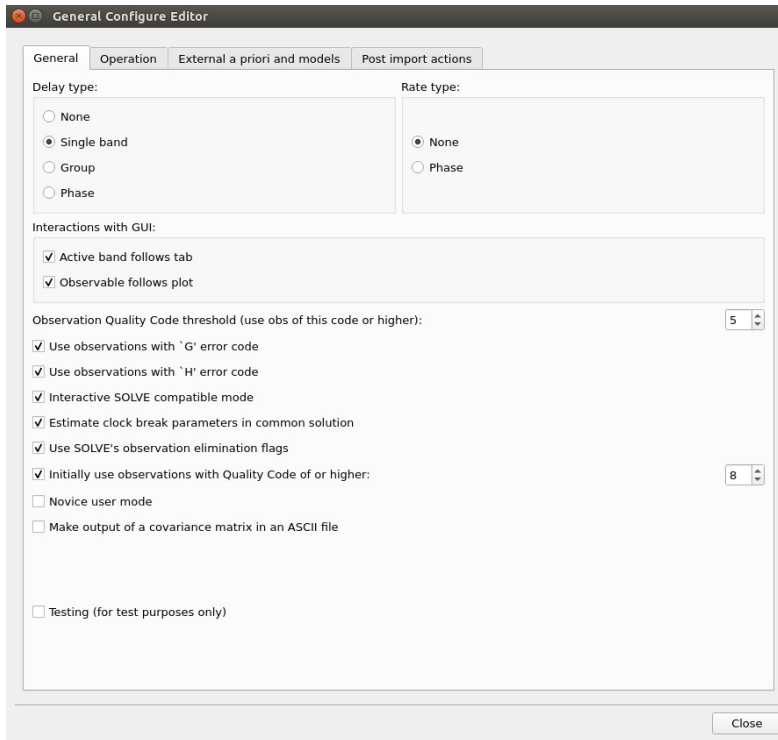 General Configure Editor
General Operation External a priori and models Post import actions
Delay type:
None
Single band
Group
Phase
Rate type:
None
Phase
Interactions with GUI:
Active band follows tab
Observable follows plot
Observation Quality Code threshold (use obs of this code or higher): 5
Use observations with `G' error code
Use observations with `H' error code
Interactive SOLVE compatible mode
Estimate clock break parameters in common solution
Use SOLVE's observation elimination flags
Initially use observations with Quality Code of or higher: 8
Novice user mode
Make output of a covariance matrix in an ASCII file
Testing (for test purposes only)
Close